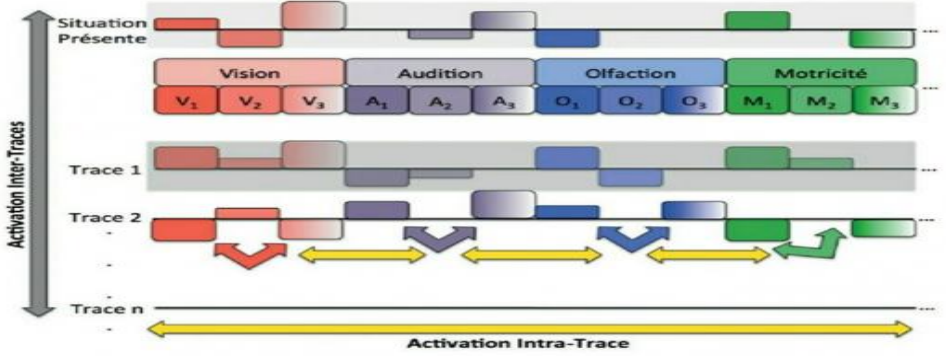 Situation
Présente
...
Vision Audition Olfaction Motricité
V1 V2 V3 A1 A2 A3 O1 O2 O3 M1 M2 M3
...
Trace 1
...
Trace 2
...
Trace n
...
Activation Intra-Trace
Activation Inter-Traces